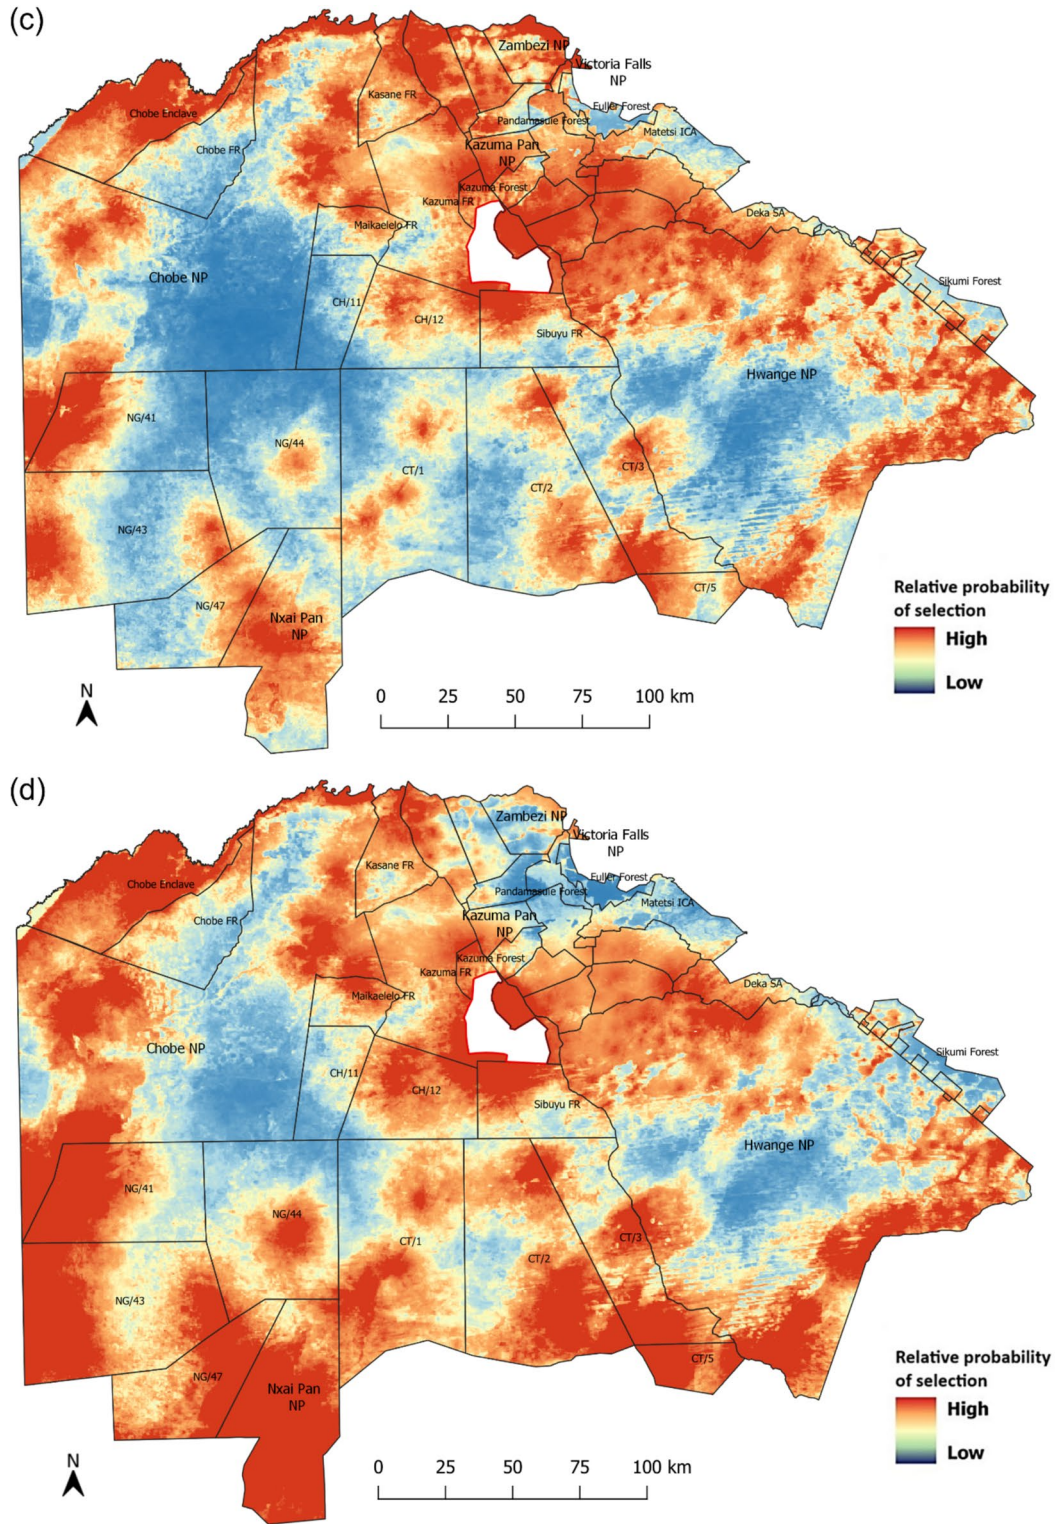 (c)
Zambezi NP
Victoria Falls
NP
Chobe Enclave
Kasane FR
Fuller Forest
Pandamasuie Forest
Matetsi ICA
Chobe FR
Kazuma Pan
NP
Kazuma Forest
Kazuma FR
Maikaelelo FR
Deka SA
Chobe NP
Sikumi Forest
CH/11
CH/12
Sibuyu FR
Hwange NP
NG/41
NG/44
CT/1
CT/3
CT/2
NG/43
CT/5
NG/47
Nxai Pan
NP
Relative probability
of selection
High
Low
N
0 25 50 75 100 km
(d)
Zambezi NP
Victoria Falls
NP
Kasane FR
Chobe Enclave
Fuller Forest
Pandamasuie Forest
Matetsi ICA
Chobe FR
Kazuma Pan
NP
Kazuma Forest
Kazuma FR
Maikaelelo FR
Deka SA
Chobe NP
Sikumi Forest
CH/11
CH/12
Sibuyu FR
Hwange NP
NG/41
NG/44
CT/1
CT/3
CT/2
NG/43
CT/5
NG/47
Nxai Pan
NP
Relative probability
of selection
High
Low
N
0 25 50 75 100 km